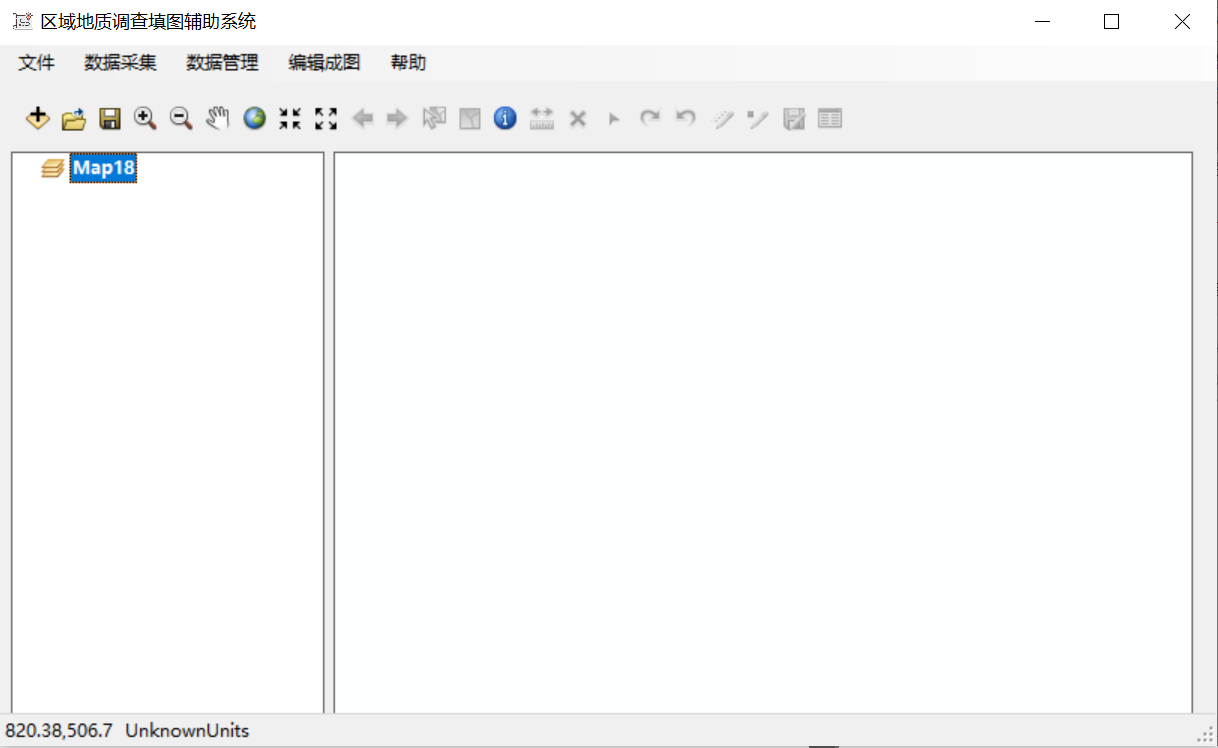 区域地质调查填图辅助系统
文件 数据采集 数据管理 编辑成图 帮助
Map18
820.38,506.7 UnknownUnits